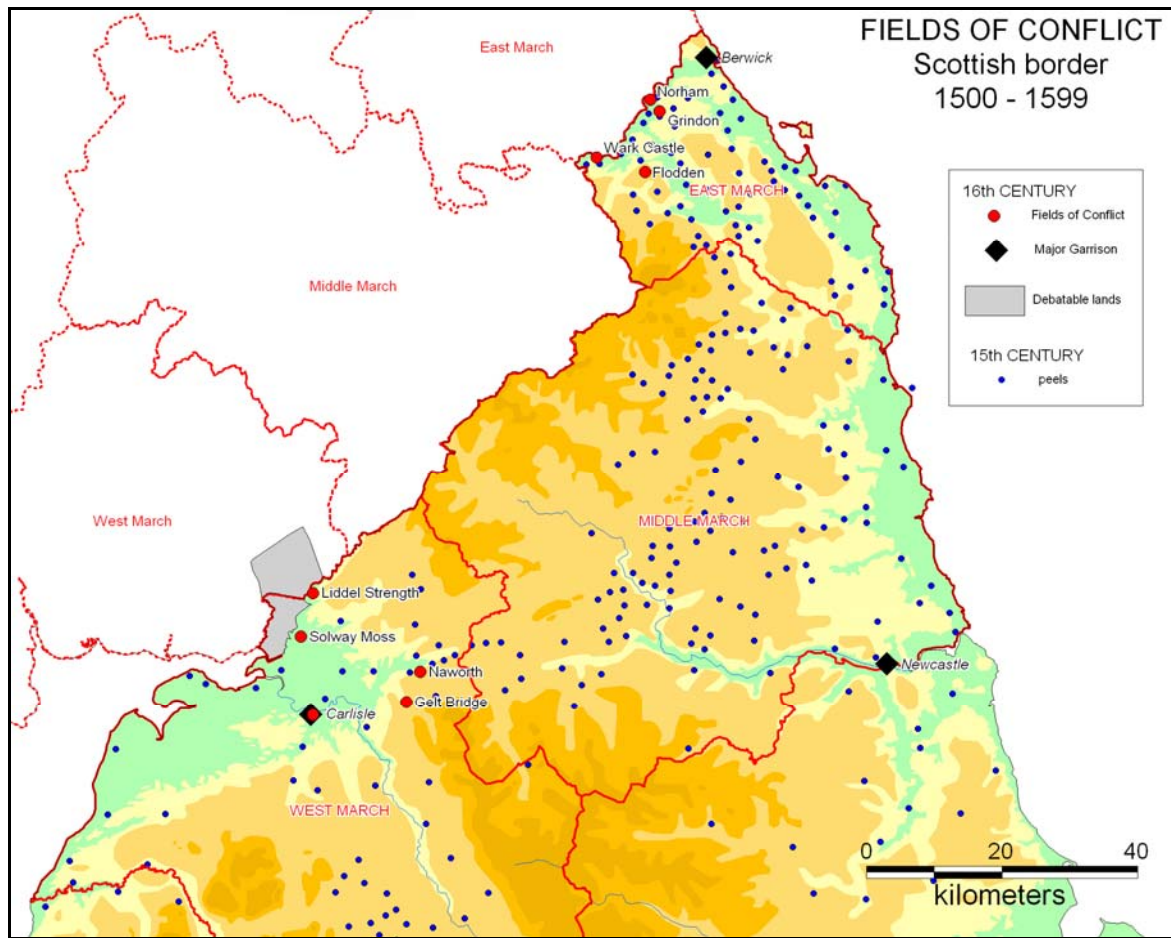 FIELDS OF CONFLICT
Scottish border
1500 - 1599
16th CENTURY
Fields of Conflict
Major Garrison
Debatable lands
15th CENTURY
peels
East March
Berwick
Norham
Grindon
Wark Castle
Flodden
EAST MARCH
Middle March
West March
MIDDLE MARCH
Liddel Strength
Solway Moss
Naworth
Newcastle
Gelt Bridge
Carlisle
WEST MARCH
0 20 40
kilometers